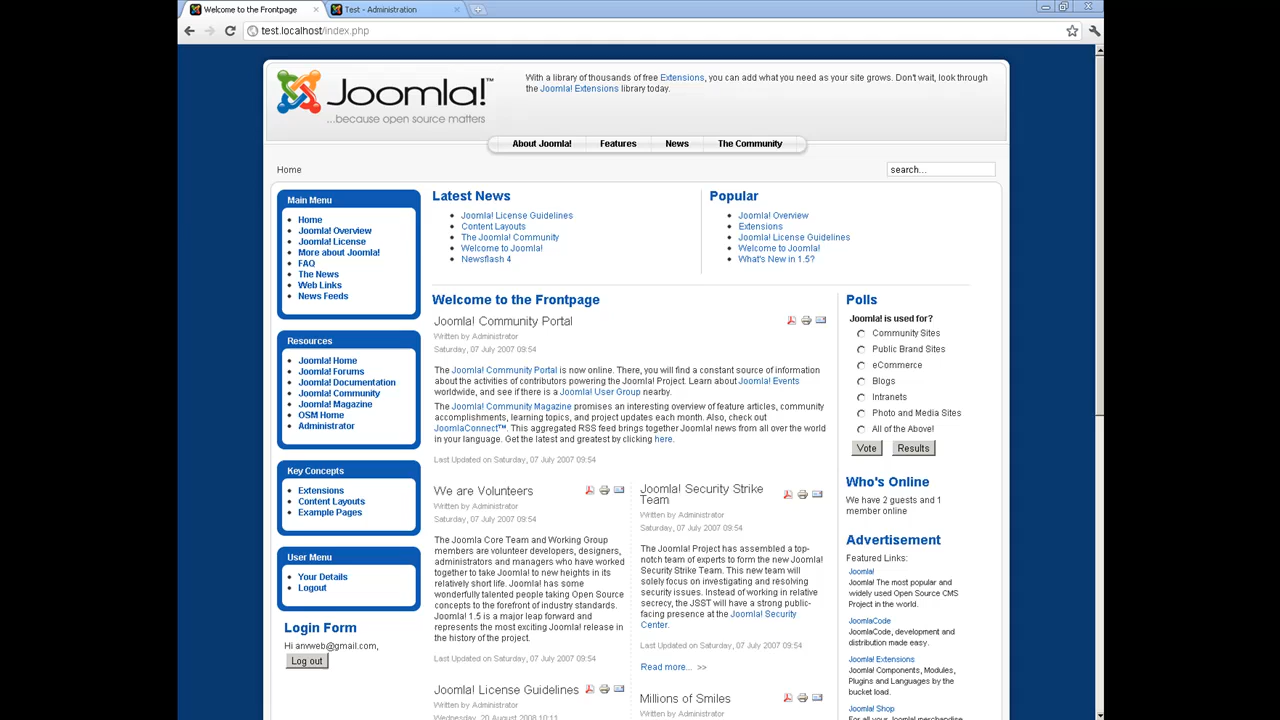 Welcome to the Frontpage
Test - Administration
test.localhost/index.php
Joomla!™
...because open source matters
With a library of thousands of free Extensions, you can add what you need as your site grows. Don't wait, look through
the Joomla! Extensions library today.
About Joomla! Features News The Community
Home
search...
Main Menu
Home
Joomla! Overview
Joomla! License
More about Joomla!
FAQ
The News
Web Links
News Feeds
Resources
Joomla! Home
Joomla! Forums
Joomla! Documentation
Joomla! Community
Joomla! Magazine
OSM Home
Administrator
Key Concepts
Extensions
Content Layouts
Example Pages
User Menu
Your Details
Logout
Login Form
Hi anvweb@gmail.com,
Log out
Latest News
Joomla! License Guidelines
Content Layouts
The Joomla! Community
Welcome to Joomla!
Newsflash 4
Popular
Joomla! Overview
Extensions
Joomla! License Guidelines
Welcome to Joomla!
What's New in 1.5?
Welcome to the Frontpage
Joomla! Community Portal
Written by Administrator
Saturday, 07 July 2007 09:54
The Joomla! Community Portal is now online. There, you will find a constant source of information
about the activities of contributors powering the Joomla! Project. Learn about Joomla! Events
worldwide, and see if there is a Joomla! User Group nearby.
The Joomla! Community Magazine promises an interesting overview of feature articles, community
accomplishments, learning topics, and project updates each month. Also, check out
JoomlaConnect™. This aggregated RSS feed brings together Joomla! news from all over the world
in your language. Get the latest and greatest by clicking here.
Last Updated on Saturday, 07 July 2007 09:54
We are Volunteers
Written by Administrator
Saturday, 07 July 2007 09:54
The Joomla Core Team and Working Group
members are volunteer developers, designers,
administrators and managers who have worked
together to take Joomla! to new heights in its
relatively short life. Joomla! has some
wonderfully talented people taking Open Source
concepts to the forefront of industry standards.
Joomla! 1.5 is a major leap forward and
represents the most exciting Joomla! release in
the history of the project.
Last Updated on Saturday, 07 July 2007 09:54
Joomla! License Guidelines
Written by Administrator
Wednesday, 20 August 2008 10:11
Joomla! Security Strike
Team
Written by Administrator
Saturday, 07 July 2007 09:54
The Joomla! Project has assembled a top-
notch team of experts to form the new Joomla!
Security Strike Team. This new team will
solely focus on investigating and resolving
security issues. Instead of working in relative
secrecy, the JSST will have a strong public-
facing presence at the Joomla! Security
Center.
Last Updated on Saturday, 07 July 2007 09:54
Read more... >>
Millions of Smiles
Written by Administrator
Polls
Joomla! is used for?
Community Sites
Public Brand Sites
eCommerce
Blogs
Intranets
Photo and Media Sites
All of the Above!
Vote Results
Who's Online
We have 2 guests and 1
member online
Advertisement
Featured Links:
Joomla!
Joomla! The most popular and
widely used Open Source CMS
Project in the world.
JoomlaCode
JoomlaCode, development and
distribution made easy.
Joomla! Extensions
Joomla! Components, Modules,
Plugins and Languages by the
bucket load.
Joomla! Shop
For all your Joomla! merchandise